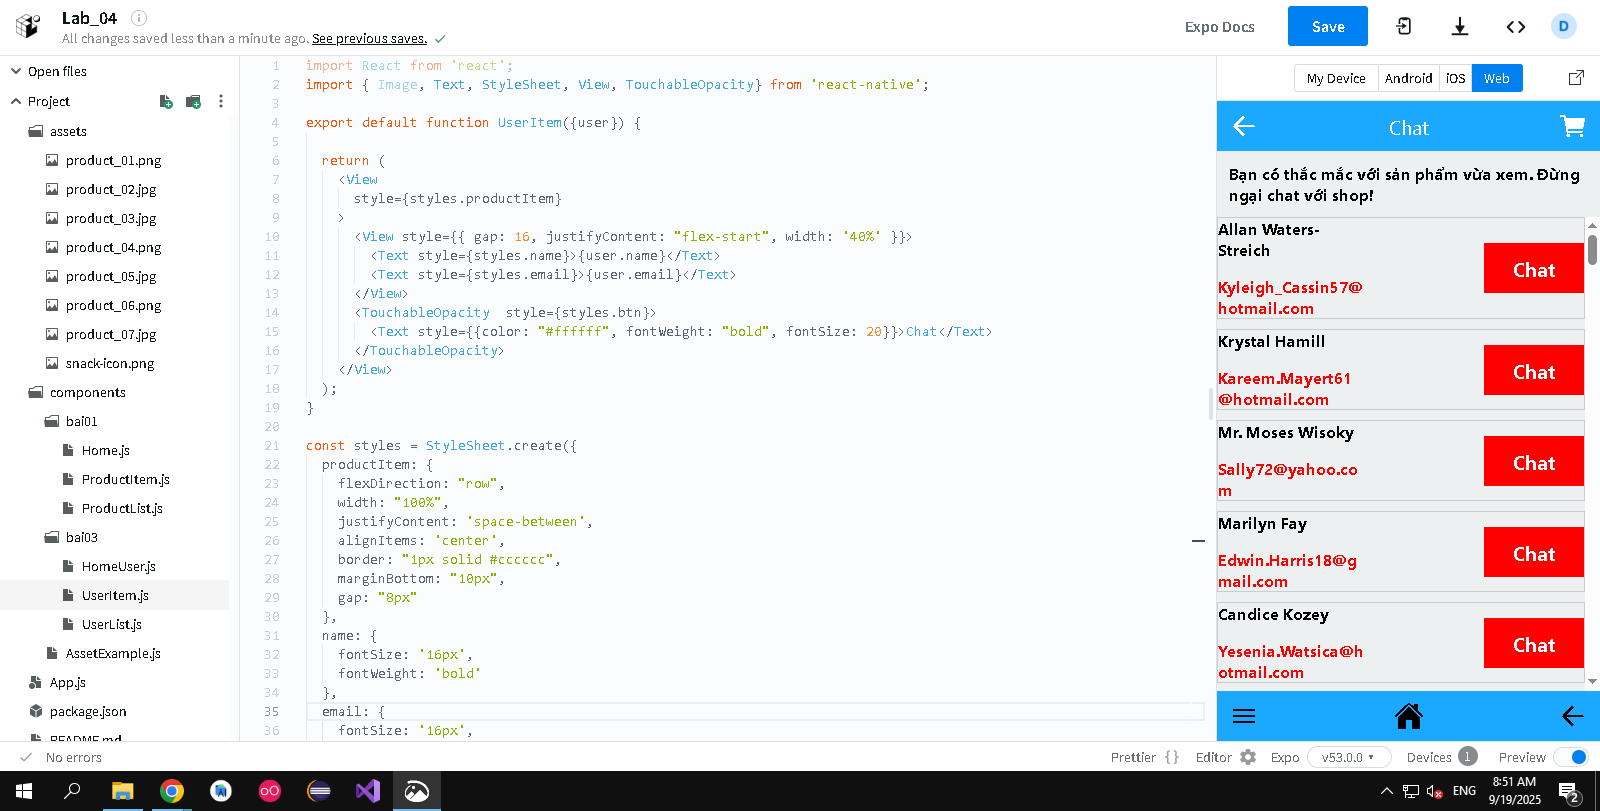 Lab_04
All changes saved less than a minute ago. See previous saves.
Expo Docs
Save
D
Open files
Project
assets
product_01.png
product_02.jpg
product_03.jpg
product_04.png
product_05.jpg
product_06.png
product_07.jpg
snack-icon.png
components
bai01
Home.js
ProductItem.js
ProductList.js
bai03
HomeUser.js
UserItem.js
UserList.js
AssetExample.js
App.js
package.json
README.md
1 import React from 'react';
2 import { Image, Text, StyleSheet, View, TouchableOpacity} from 'react-native';
3
4 export default function UserItem({user}) {
5
6 return (
7 <View
8 style={styles.productItem}
9 >
10 <View style={{ gap: 16, justifyContent: "flex-start", width: '40%' }}>
11 <Text style={styles.name}>{user.name}</Text>
12 <Text style={styles.email}>{user.email}</Text>
13 </View>
14 <TouchableOpacity  style={styles.btn}>
15 <Text style={{color: "#ffffff", fontWeight: "bold", fontSize: 20}}>Chat</Text>
16 </TouchableOpacity>
17 </View>
18 );
19 }
20
21 const styles = StyleSheet.create({
22 productItem: {
23 flexDirection: "row",
24 width: "100%",
25 justifyContent: 'space-between',
26 alignItems: 'center',
27 border: "1px solid #cccccc",
28 marginBottom: "10px",
29 gap: "8px"
30 },
31 name: {
32 fontSize: '16px',
33 fontWeight: 'bold'
34 },
35 email: {
36 fontSize: '16px',
My Device
Android
iOS
Web
Chat
Bạn có thắc mắc với sản phẩm vừa xem. Đừng
ngại chat với shop!
Allan Waters-
Streich
Kyleigh_Cassin57@
hotmail.com
Chat
Krystal Hamill
Kareem.Mayert61
@hotmail.com
Chat
Mr. Moses Wisoky
Sally72@yahoo.co
m
Chat
Marilyn Fay
Edwin.Harris18@g
mail.com
Chat
Candice Kozey
Yesenia.Watsica@h
otmail.com
Chat
No errors
Prettier { }
Editor
Expo
v53.0.0
Devices 1
Preview
ENG
8:51 AM
9/19/2025
2